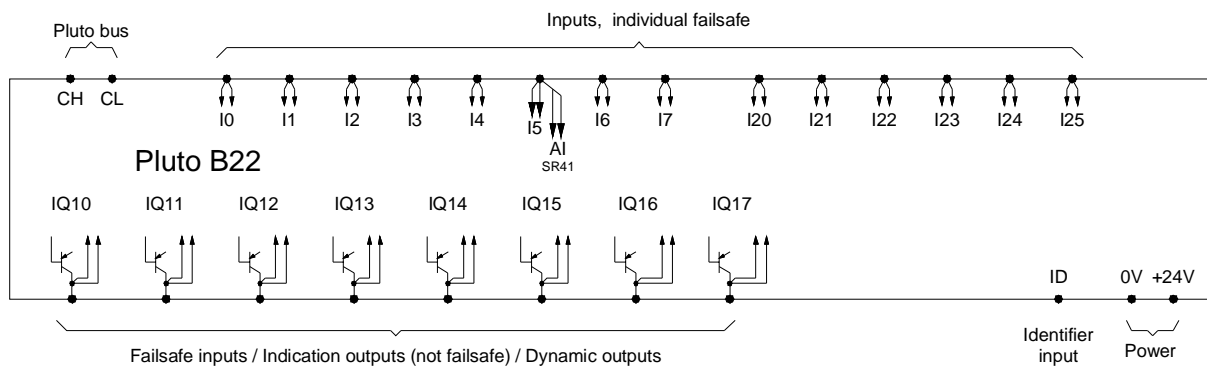 Inputs, individual failsafe
Pluto bus
CH CL
I0 I1 I2 I3 I4 I5 I6 I7 I20 I21 I22 I23 I24 I25
AI
SR41
Pluto B22
IQ10 IQ11 IQ12 IQ13 IQ14 IQ15 IQ16 IQ17
ID 0V +24V
Failsafe inputs / Indication outputs (not failsafe) / Dynamic outputs
Identifier
input
Power